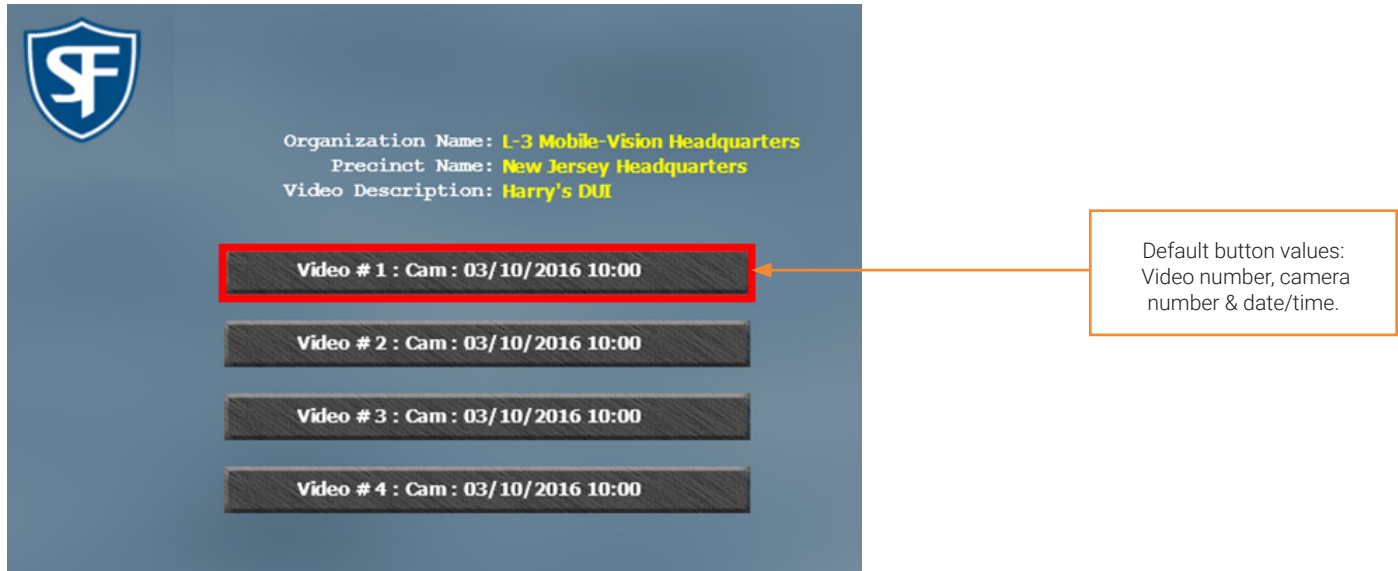 SF
Organization Name: L-3 Mobile-Vision Headquarters
Precinct Name: New Jersey Headquarters
Video Description: Harry's DUI
Video # 1 : Cam : 03/10/2016 10:00
Default button values:
Video number, camera
number & date/time.
Video # 2 : Cam : 03/10/2016 10:00
Video # 3 : Cam : 03/10/2016 10:00
Video # 4 : Cam : 03/10/2016 10:00